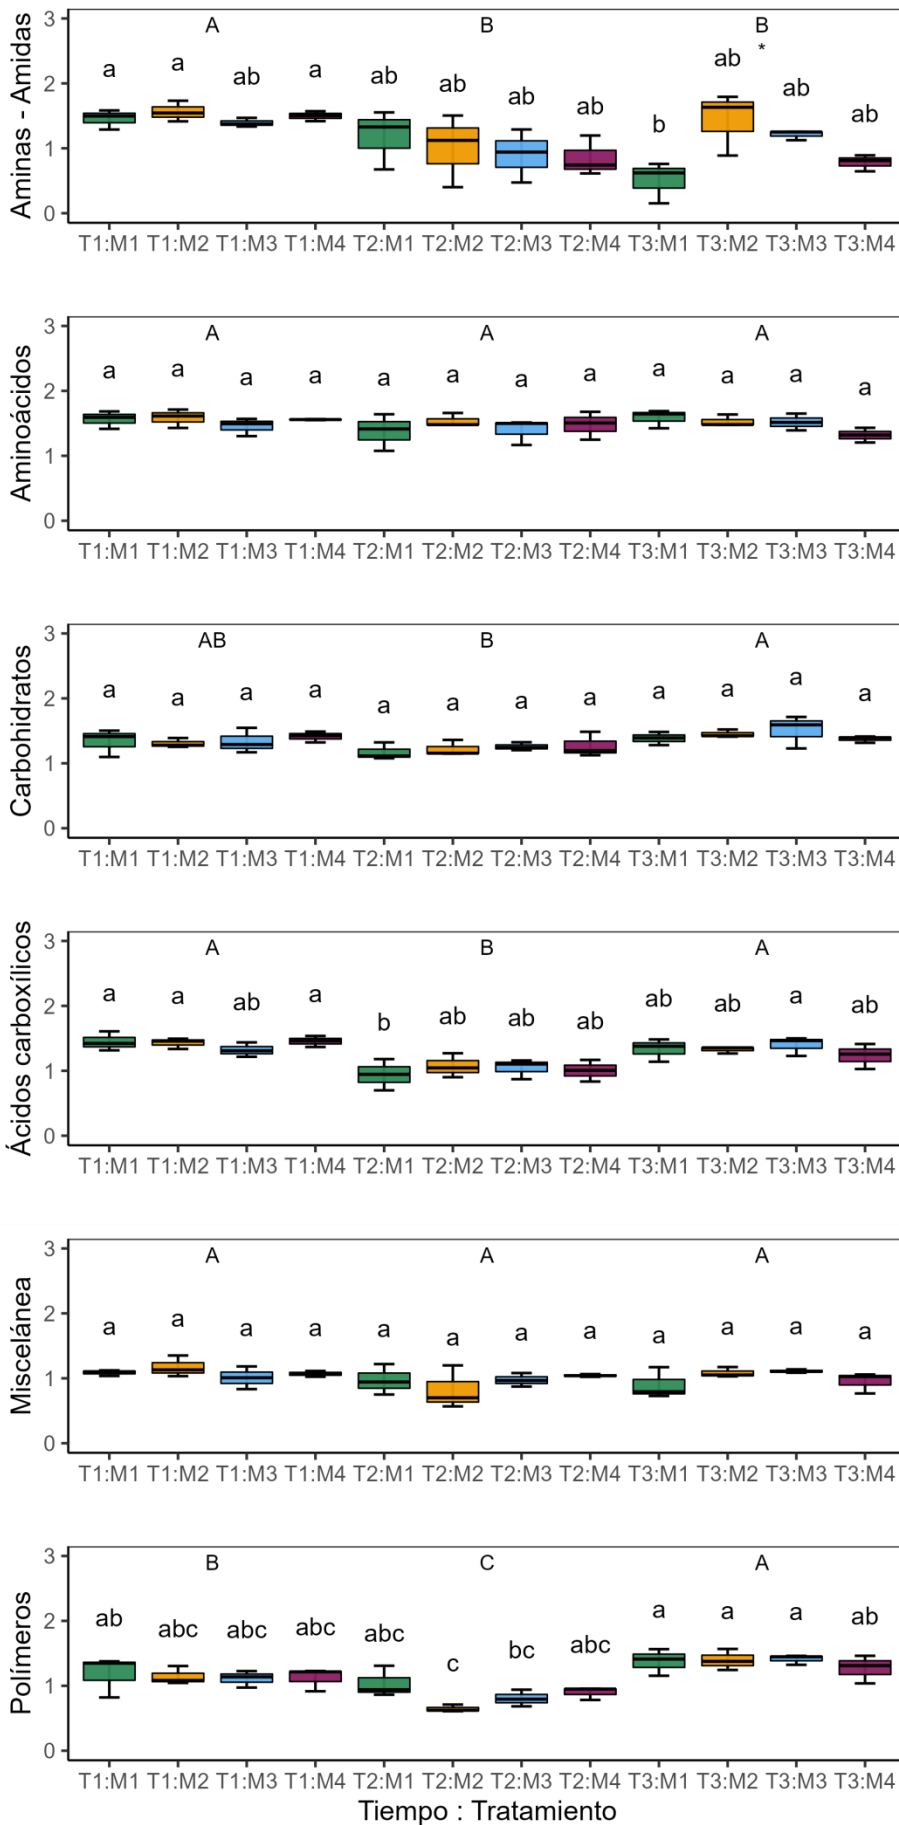 Aminas - Amidas
3
2
1
0
A B B
*
a a ab a ab ab ab ab b ab ab ab
T1:M1 T1:M2 T1:M3 T1:M4 T2:M1 T2:M2 T2:M3 T2:M4 T3:M1 T3:M2 T3:M3 T3:M4
Aminoácidos
3
2
1
0
A A A
a a a a a a a a a a a a
T1:M1 T1:M2 T1:M3 T1:M4 T2:M1 T2:M2 T2:M3 T2:M4 T3:M1 T3:M2 T3:M3 T3:M4
Carbohidratos
3
2
1
0
AB B A
a a a a a a a a a a a a
T1:M1 T1:M2 T1:M3 T1:M4 T2:M1 T2:M2 T2:M3 T2:M4 T3:M1 T3:M2 T3:M3 T3:M4
Ácidos carboxílicos
3
2
1
0
A B A
a a ab a b ab ab ab ab ab a ab
T1:M1 T1:M2 T1:M3 T1:M4 T2:M1 T2:M2 T2:M3 T2:M4 T3:M1 T3:M2 T3:M3 T3:M4
Miscelánea
3
2
1
0
A A A
a a a a a a a a a a a a
T1:M1 T1:M2 T1:M3 T1:M4 T2:M1 T2:M2 T2:M3 T2:M4 T3:M1 T3:M2 T3:M3 T3:M4
Polímeros
3
2
1
0
B C A
ab abc abc abc abc c bc abc a a a ab
T1:M1 T1:M2 T1:M3 T1:M4 T2:M1 T2:M2 T2:M3 T2:M4 T3:M1 T3:M2 T3:M3 T3:M4
Tiempo : Tratamiento